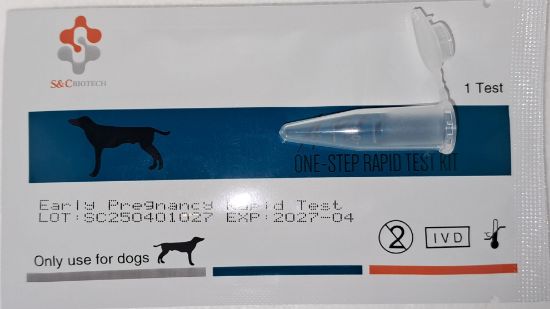 S&C BIOTECH
1 Test
ONE-STEP RAPID TEST KIT
Early Pregnancy Rapid Test
LOT:SC250401027 EXP:2027-04
2
IVD
Only use for dogs